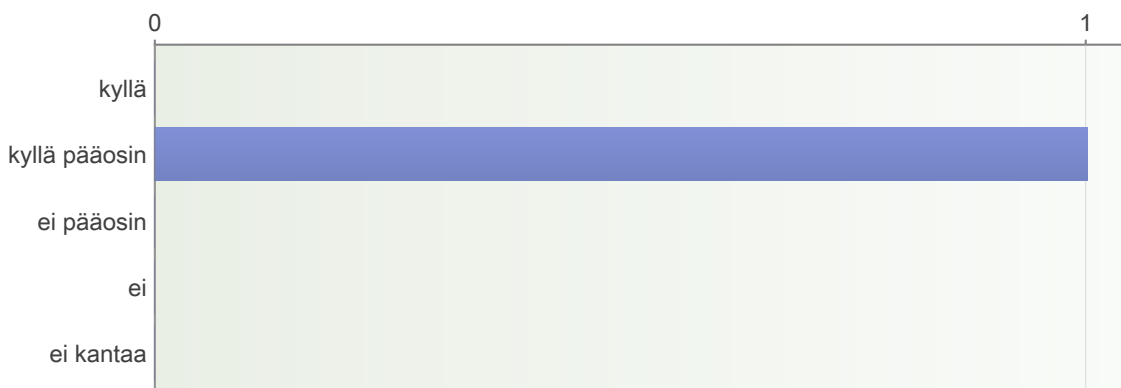 0 1
kyllä
kyllä pääosin
ei pääosin
ei
ei kantaa